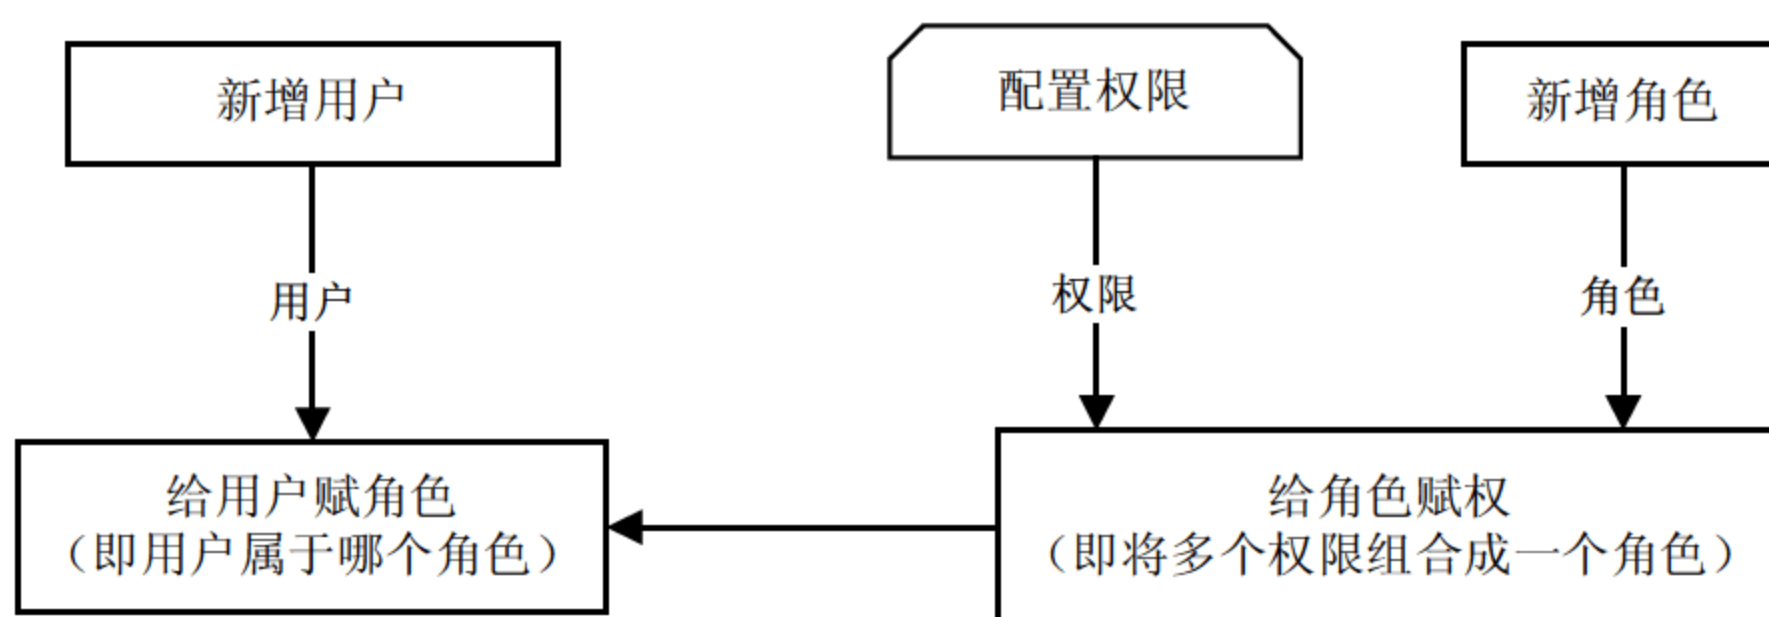 新增用户
配置权限
新增角色
用户
权限
角色
给用户赋角色
（即用户属于哪个角色）
给角色赋权
（即将多个权限组合成一个角色）